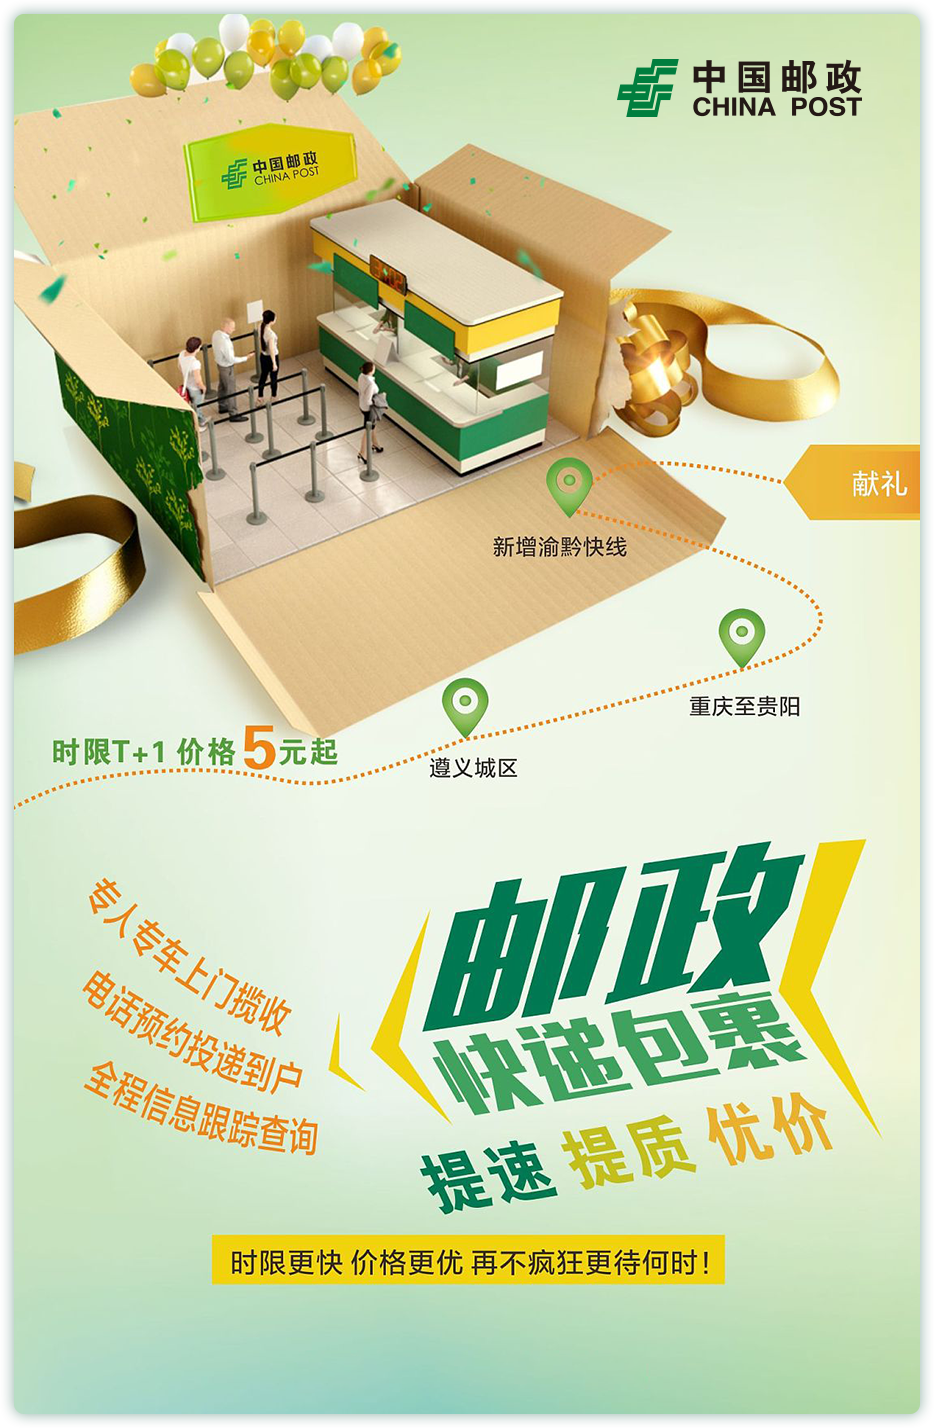 中国邮政
CHINA POST
中国邮政
CHINA POST
献礼
新增渝黔快线
重庆至贵阳
遵义城区
时限T+1 价格5元起
专人专车上门揽收
电话预约投递到户
全程信息跟踪查询
邮政
快递包裹
提速 提质 优价
时限更快 价格更优 再不疯狂更待何时！